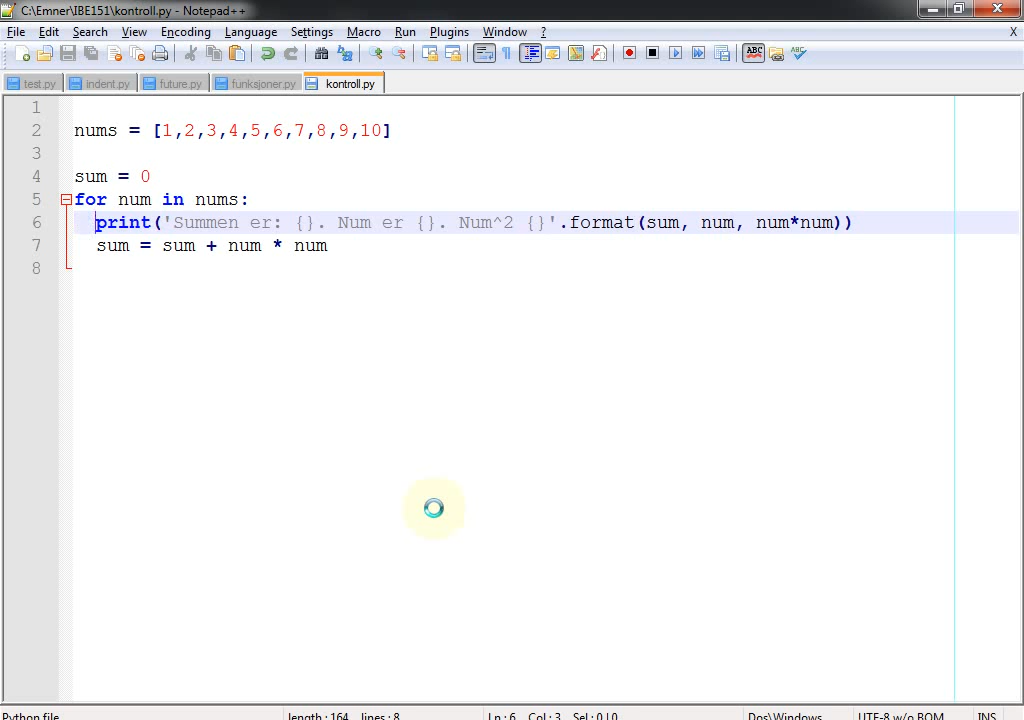 C:\Emner\IBE151\kontroll.py - Notepad++
File Edit Search View Encoding Language Settings Macro Run Plugins Window ? X
test.py indent.py future.py funksjoner.py kontroll.py
1
2 nums = [1,2,3,4,5,6,7,8,9,10]
3
4 sum = 0
5 for num in nums:
6 print('Summen er: {}. Num er {}. Num^2 {}'.format(sum, num, num*num))
7 sum = sum + num * num
8
Python file length : 164 lines : 8 Ln : 6 Col : 3 Sel : 0 | 0 Dos\Windows UTF-8 w/o BOM INS